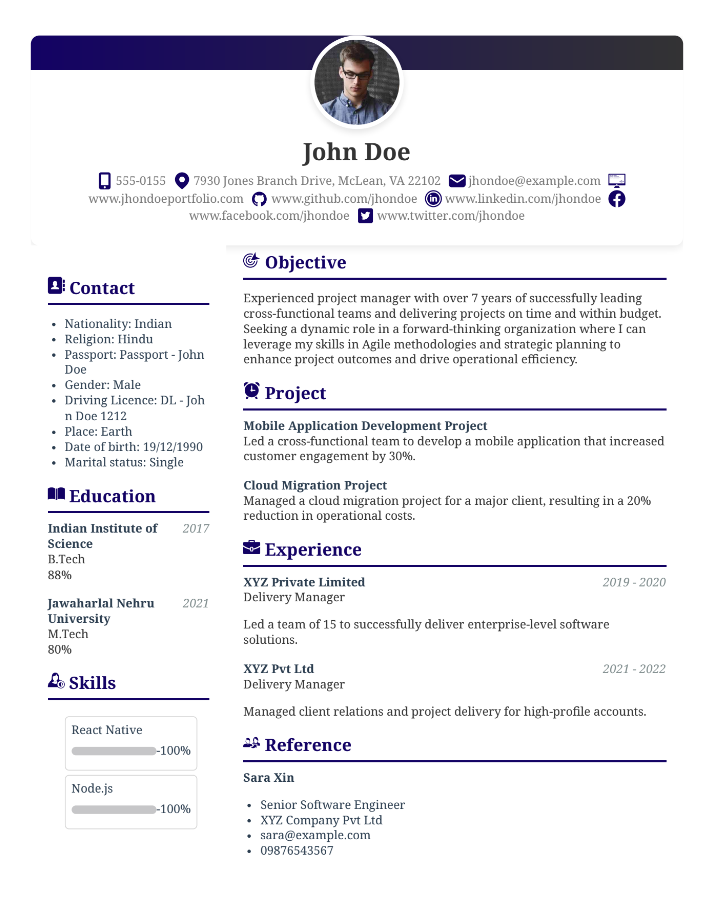 John Doe
555-0155 7930 Jones Branch Drive, McLean, VA 22102 jhondoe@example.com
www.jhondoeportfolio.com www.github.com/jhondoe www.linkedin.com/jhondoe
www.facebook.com/jhondoe www.twitter.com/jhondoe
Contact
• Nationality: Indian
• Religion: Hindu
• Passport: Passport - John
Doe
• Gender: Male
• Driving Licence: DL - Joh
n Doe 1212
• Place: Earth
• Date of birth: 19/12/1990
• Marital status: Single
Education
Indian Institute of 2017
Science
B.Tech
88%
Jawaharlal Nehru 2021
University
M.Tech
80%
Skills
React Native
-100%
Node.js
-100%
Objective
Experienced project manager with over 7 years of successfully leading
cross-functional teams and delivering projects on time and within budget.
Seeking a dynamic role in a forward-thinking organization where I can
leverage my skills in Agile methodologies and strategic planning to
enhance project outcomes and drive operational efficiency.
Project
Mobile Application Development Project
Led a cross-functional team to develop a mobile application that increased
customer engagement by 30%.
Cloud Migration Project
Managed a cloud migration project for a major client, resulting in a 20%
reduction in operational costs.
Experience
XYZ Private Limited 2019 - 2020
Delivery Manager
Led a team of 15 to successfully deliver enterprise-level software
solutions.
XYZ Pvt Ltd 2021 - 2022
Delivery Manager
Managed client relations and project delivery for high-profile accounts.
Reference
Sara Xin
• Senior Software Engineer
• XYZ Company Pvt Ltd
• sara@example.com
• 09876543567